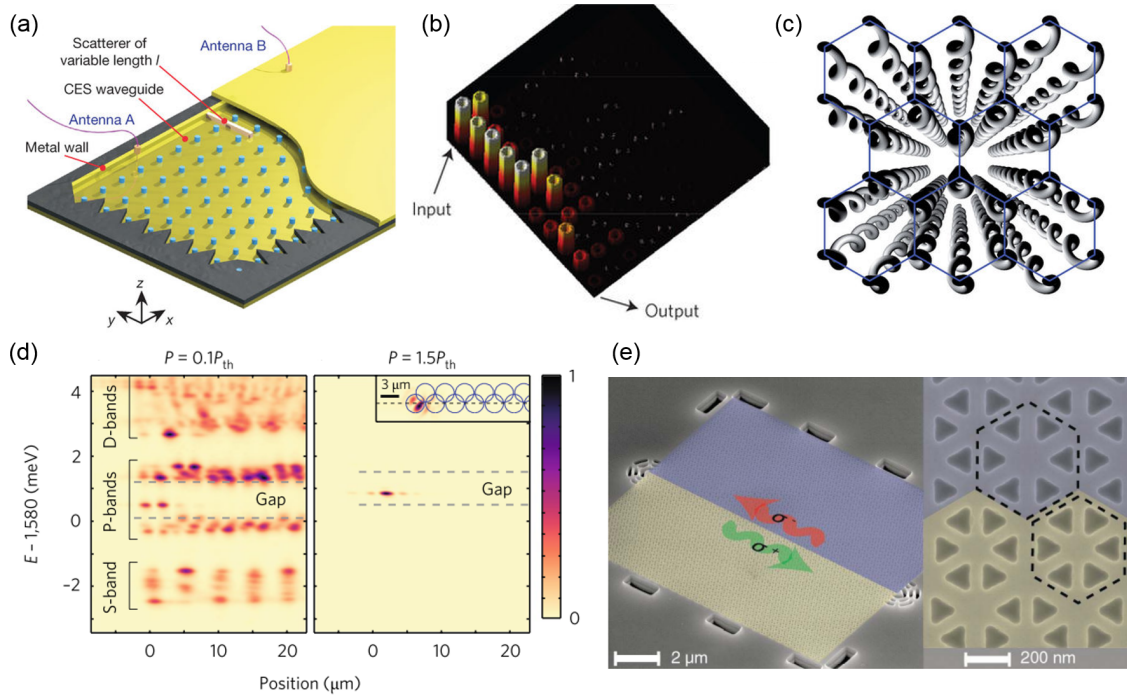 (a)
Scatterer of
variable length l
CES waveguide
Antenna A
Metal wall
Antenna B
z
y
x
(b)
Input
Output
(c)
(d)
P = 0.1Pth
P = 1.5Pth
E – 1,580 (meV)
4
2
0
−2
D-bands
P-bands
S-band
Gap
3 μm
Gap
1
0
0
10
20
0
10
20
Position (μm)
(e)
σ-
σ+
2 μm
200 nm